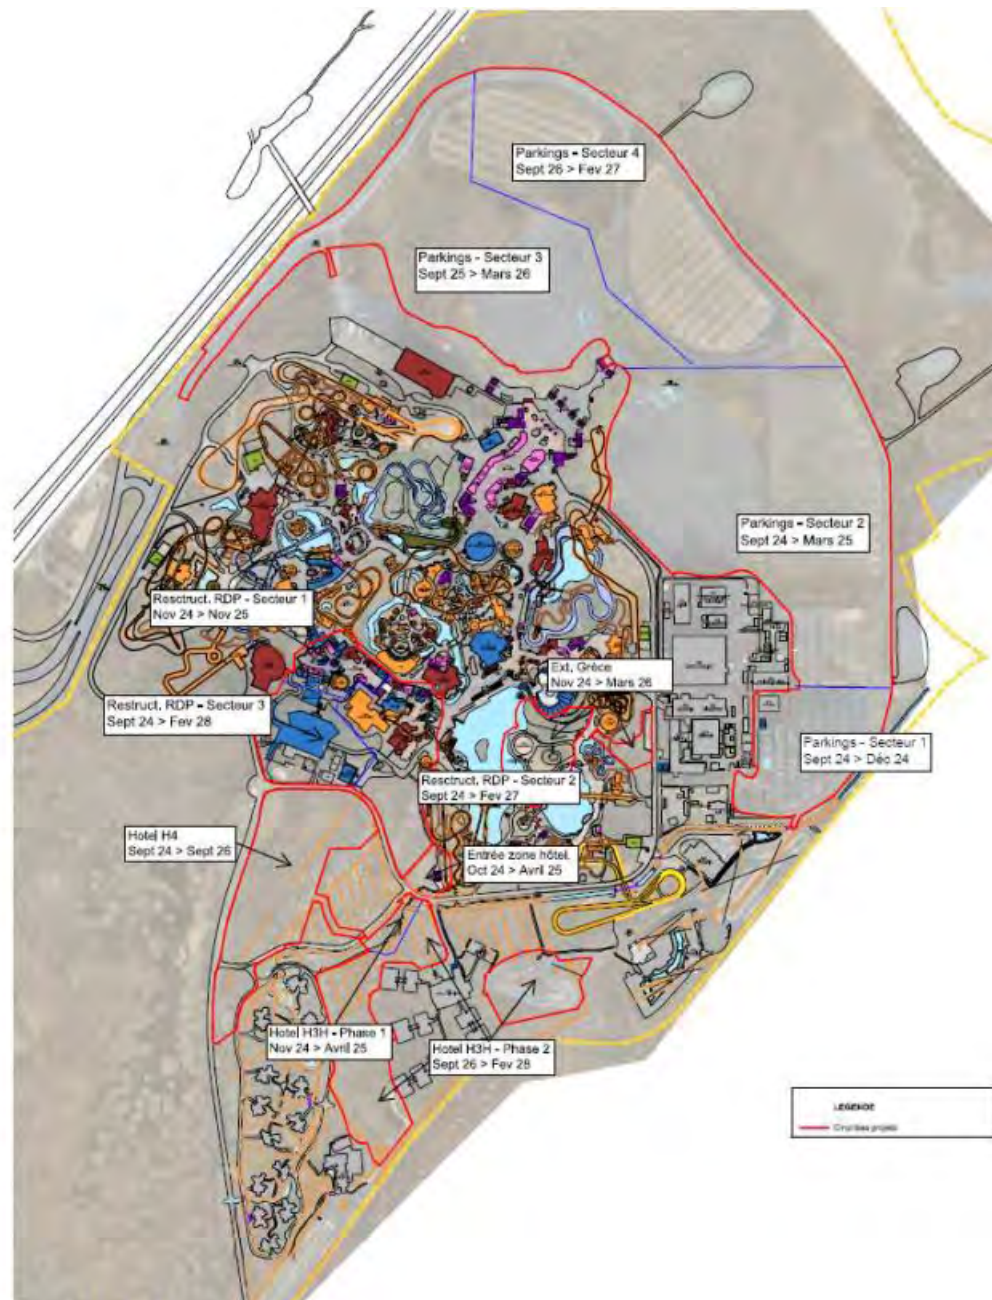 Parkings - Secteur 4
Sept 26 > Fev 27
Parkings - Secteur 3
Sept 25 > Mars 26
Parkings - Secteur 2
Sept 24 > Mars 25
Resctruct. RDP - Secteur 1
Nov 24 > Nov 25
Ext. Grèce
Nov 24 > Mars 26
Restruct. RDP - Secteur 3
Sept 24 > Fev 28
Parkings - Secteur 1
Sept 24 > Déc 24
Resctruct. RDP - Secteur 2
Sept 24 > Fev 27
Hotel H4
Sept 24 > Sept 26
Entrée zone hôtel.
Oct 24 > Avril 25
Hotel H3H - Phase 1
Nov 24 > Avril 25
Hotel H3H - Phase 2
Sept 26 > Fev 28
LEGENDE
projets